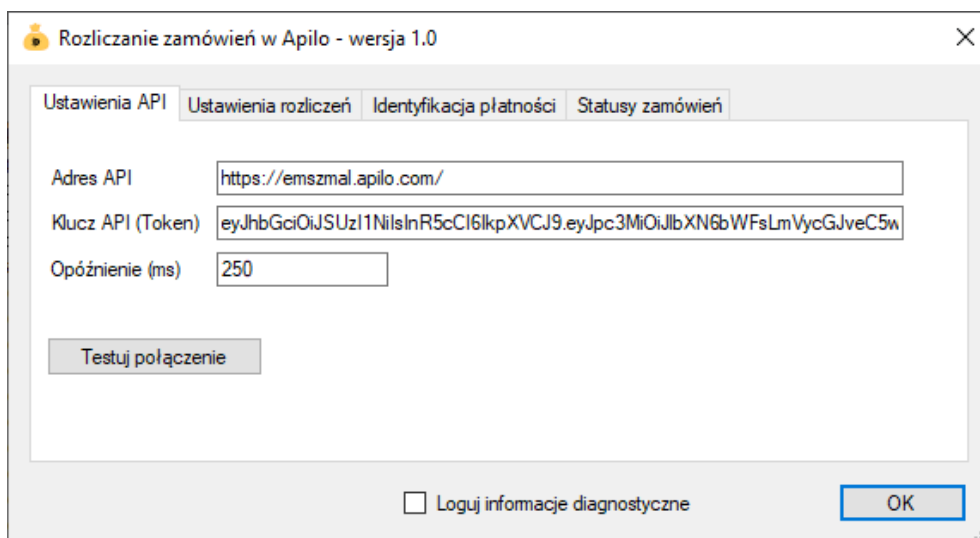 Rozliczanie zamówień w Apilo - wersja 1.0
Ustawienia API Ustawienia rozliczeń Identyfikacja płatności Statusy zamówień
Adres API https://emszmal.apilo.com/
Klucz API (Token) eyJhbGciOiJSUzI1NiIsInR5cCI6IkpXVCJ9.eyJpc3MiOiJlbXN6bWFsLmVycGJveC5w
Opóźnienie (ms) 250
Testuj połączenie
Loguj informacje diagnostyczne OK